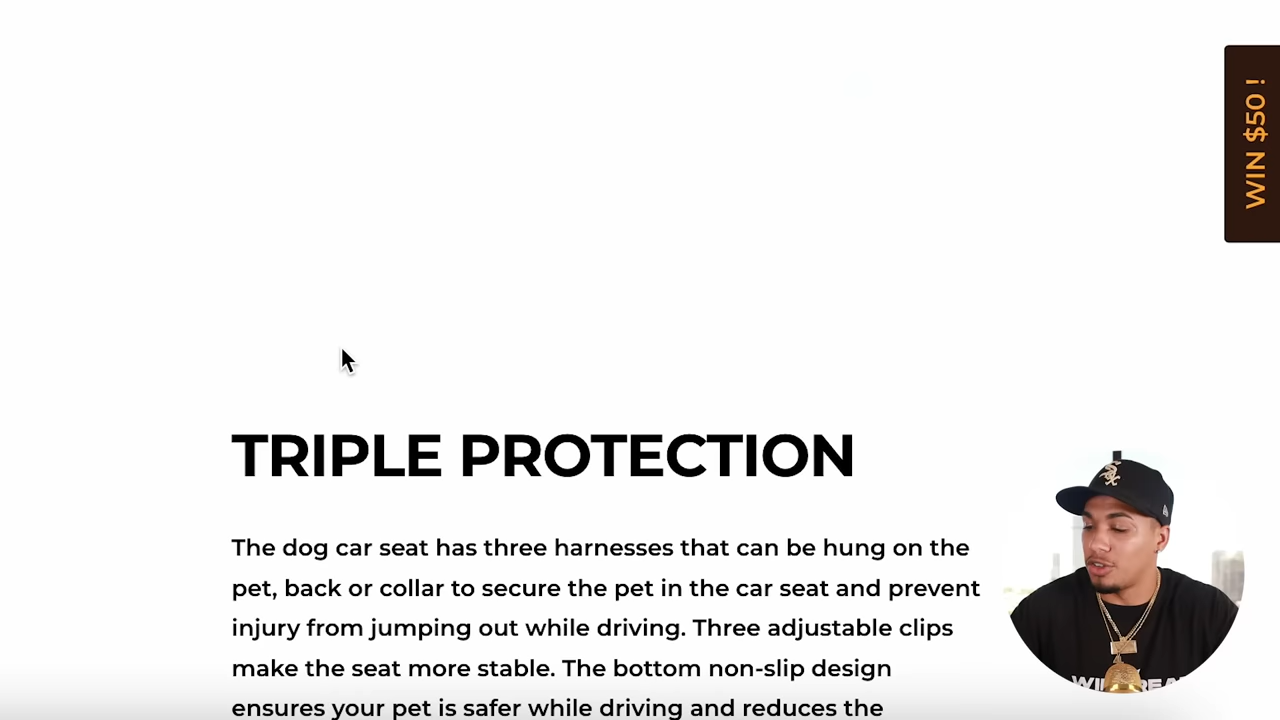 WIN $50 !
TRIPLE PROTECTION
The dog car seat has three harnesses that can be hung on the
pet, back or collar to secure the pet in the car seat and prevent
injury from jumping out while driving. Three adjustable clips
make the seat more stable. The bottom non-slip design
ensures your pet is safer while driving and reduces the